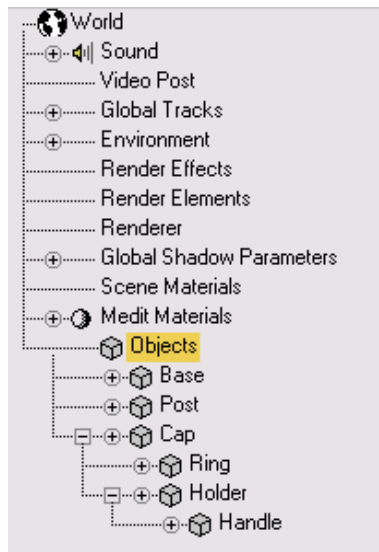 World
Sound
Video Post
Global Tracks
Environment
Render Effects
Render Elements
Renderer
Global Shadow Parameters
Scene Materials
Medit Materials
Objects
Base
Post
Cap
Ring
Holder
Handle